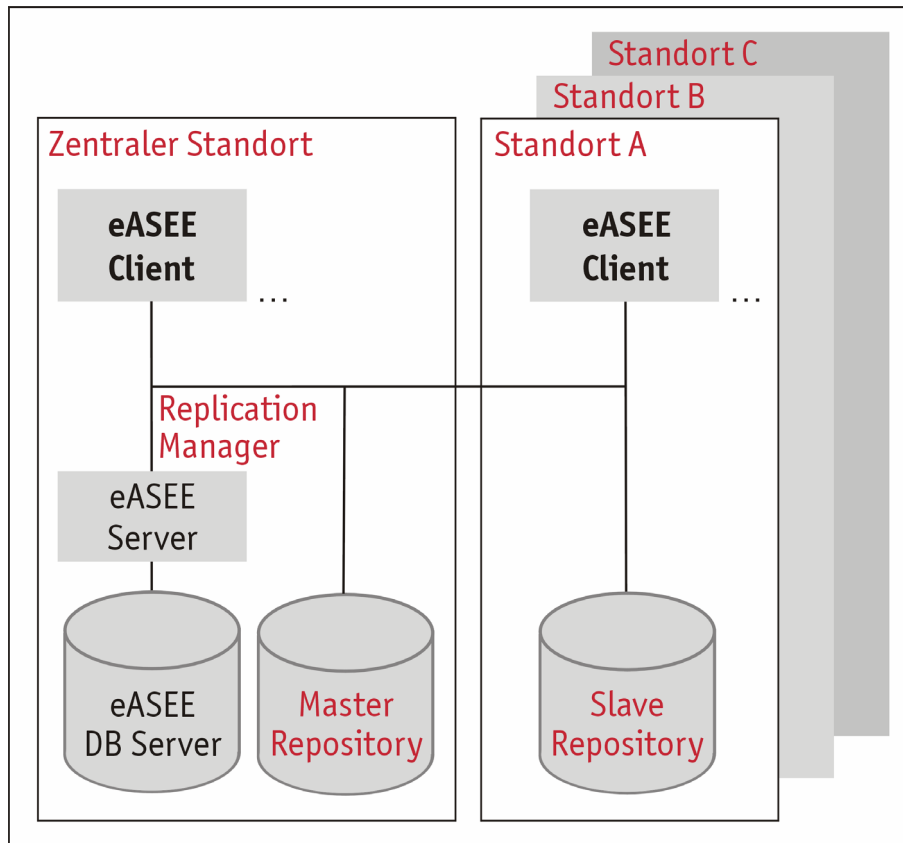 Standort C
Standort B
Zentraler Standort
Standort A
eASEE
Client
...
eASEE
Client
...
Replication
Manager
eASEE
Server
eASEE
DB Server
Master
Repository
Slave
Repository